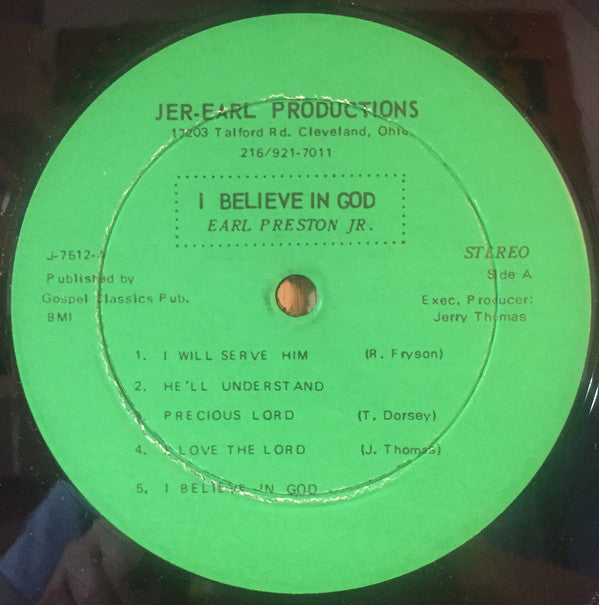 JER-EARL PRODUCTIONS
17203 Talford Rd. Cleveland, Ohio
216/921-7011
I BELIEVE IN GOD
EARL PRESTON JR.
J-7512-A
STEREO
Side A
Published by
Gospel Classics Pub.
BMI
Exec. Producer:
Jerry Thomas
1. I WILL SERVE HIM (R. Fryson)
2. HE'LL UNDERSTAND
3. PRECIOUS LORD (T. Dorsey)
4. I LOVE THE LORD (J. Thomas)
5. I BELIEVE IN GOD